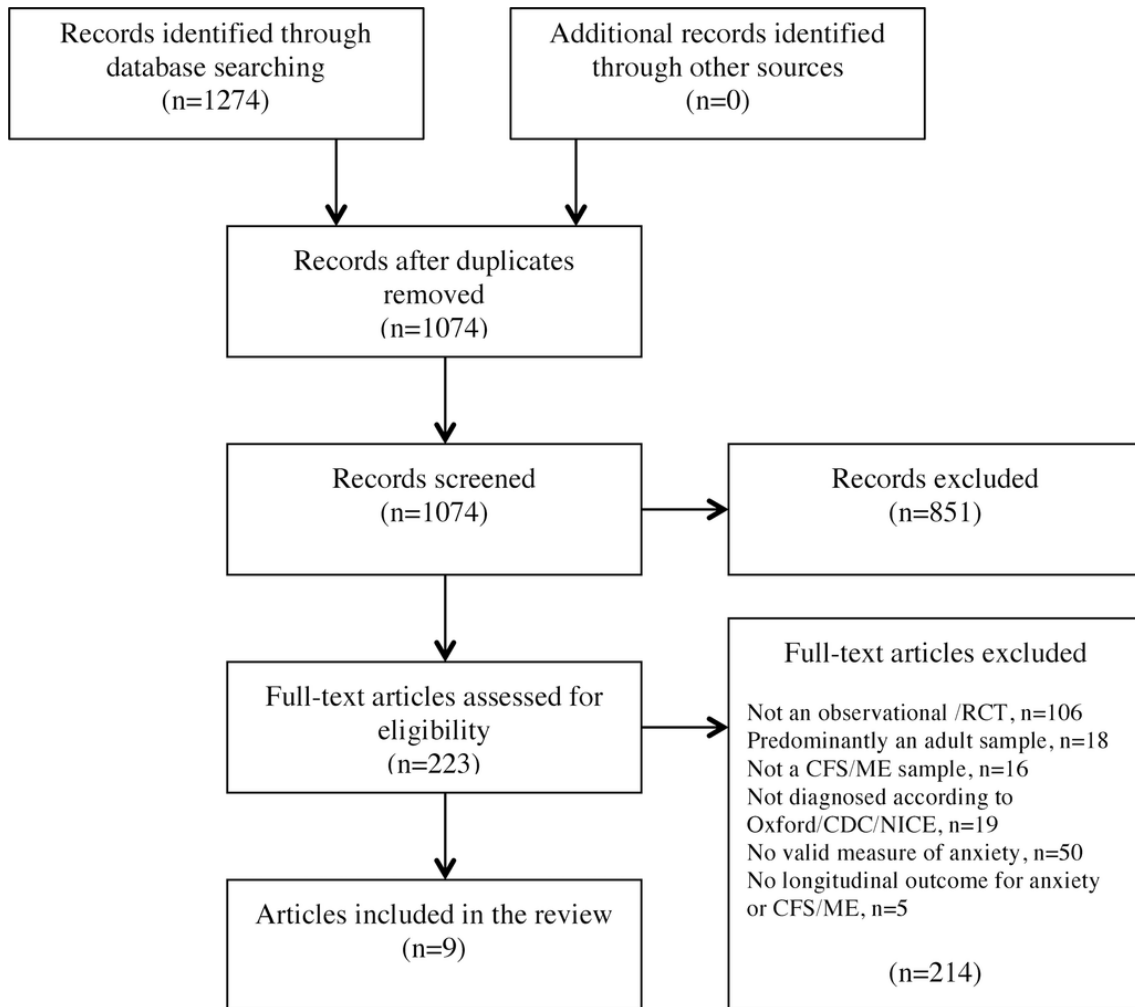 Records identified through
database searching
(n=1274)
Additional records identified
through other sources
(n=0)
Records after duplicates
removed
(n=1074)
Records screened
(n=1074)
Records excluded
(n=851)
Full-text articles assessed for
eligibility
(n=223)
Full-text articles excluded
Not an observational /RCT, n=106
Predominantly an adult sample, n=18
Not a CFS/ME sample, n=16
Not diagnosed according to
Oxford/CDC/NICE, n=19
No valid measure of anxiety, n=50
No longitudinal outcome for anxiety
or CFS/ME, n=5
(n=214)
Articles included in the review
(n=9)